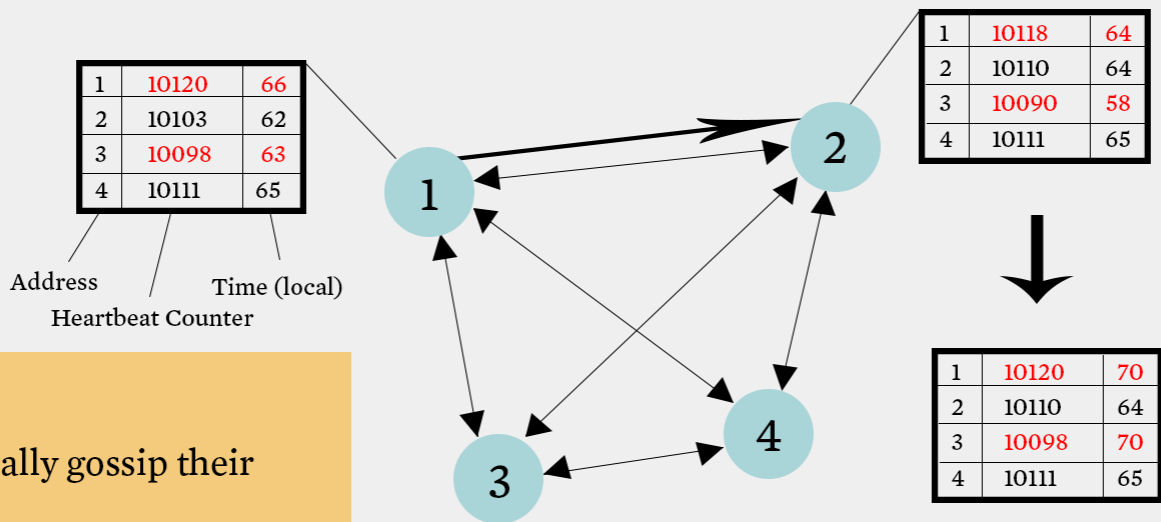 1 10120 66
2 10103 62
3 10098 63
4 10111 65
Address
Heartbeat Counter
Time (local)
1
2
3
4
1 10118 64
2 10110 64
3 10090 58
4 10111 65
1 10120 70
2 10110 64
3 10098 70
4 10111 65
ally gossip their